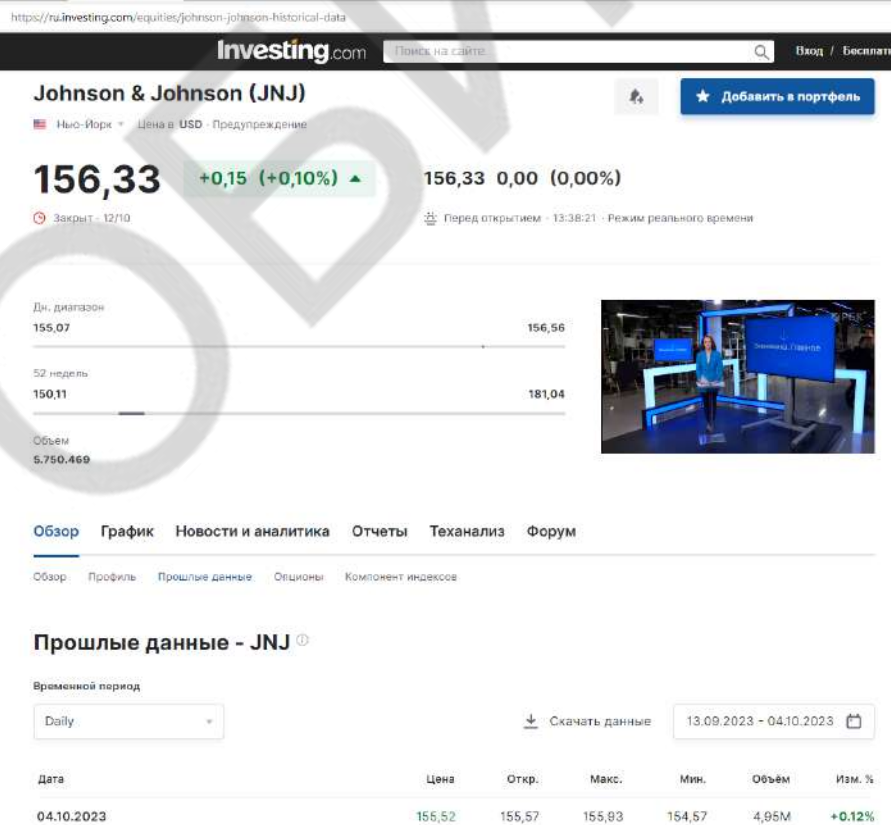 https://ru.investing.com/equities/johnson-johnson-historical-data
Investing.com Поиск на сайте... Вход / Бесплат
Johnson & Johnson (JNJ)
Добавить в портфель
Нью-Йорк Цена в USD · Предупреждение
156,33 +0,15 (+0,10%) 156,33 0,00 (0,00%)
Закрыт · 12/10 Перед открытием · 13:38:21 · Режим реального времени
Дн. диапазон
155,07 156,56
РБК
52 недель
150,11 181,04
Объем
5.750.469
Обзор График Новости и аналитика Отчеты Теханализ Форум
Обзор Профиль Прошлые данные Опционы Компонент индексов
Прошлые данные - JNJ
Временной период
Daily Скачать данные 13.09.2023 - 04.10.2023
Дата Цена Откр. Макс. Мин. Объём Изм. %
04.10.2023 155,52 155,57 155,93 154,57 4,95M +0.12%